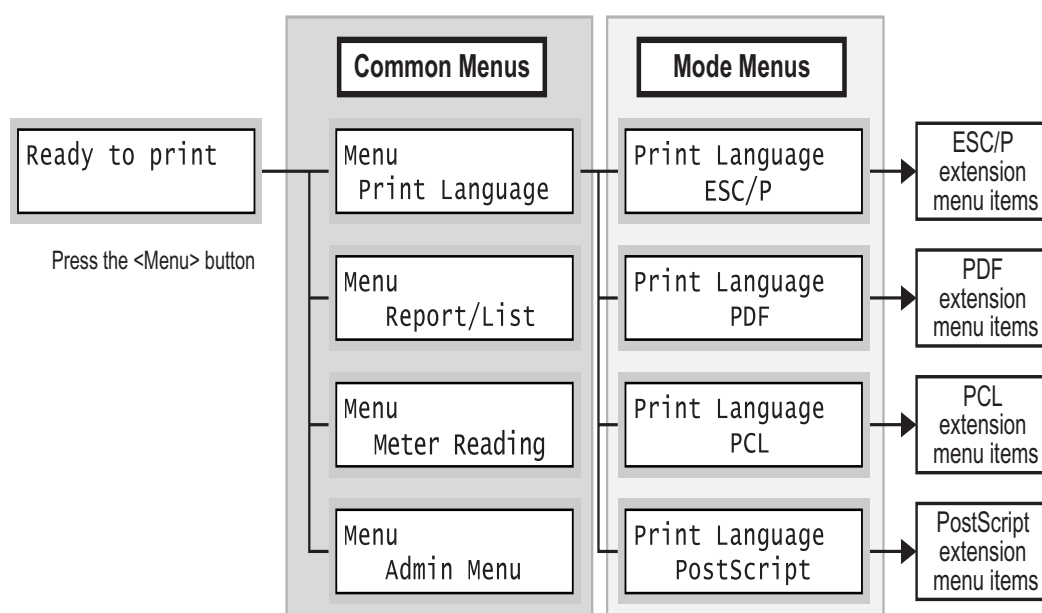 Common Menus
Mode Menus
Ready to print
Press the <Menu> button
Menu
Print Language
Menu
Report/List
Menu
Meter Reading
Menu
Admin Menu
Print Language
ESC/P
Print Language
PDF
Print Language
PCL
Print Language
PostScript
ESC/P
extension
menu items
PDF
extension
menu items
PCL
extension
menu items
PostScript
extension
menu items